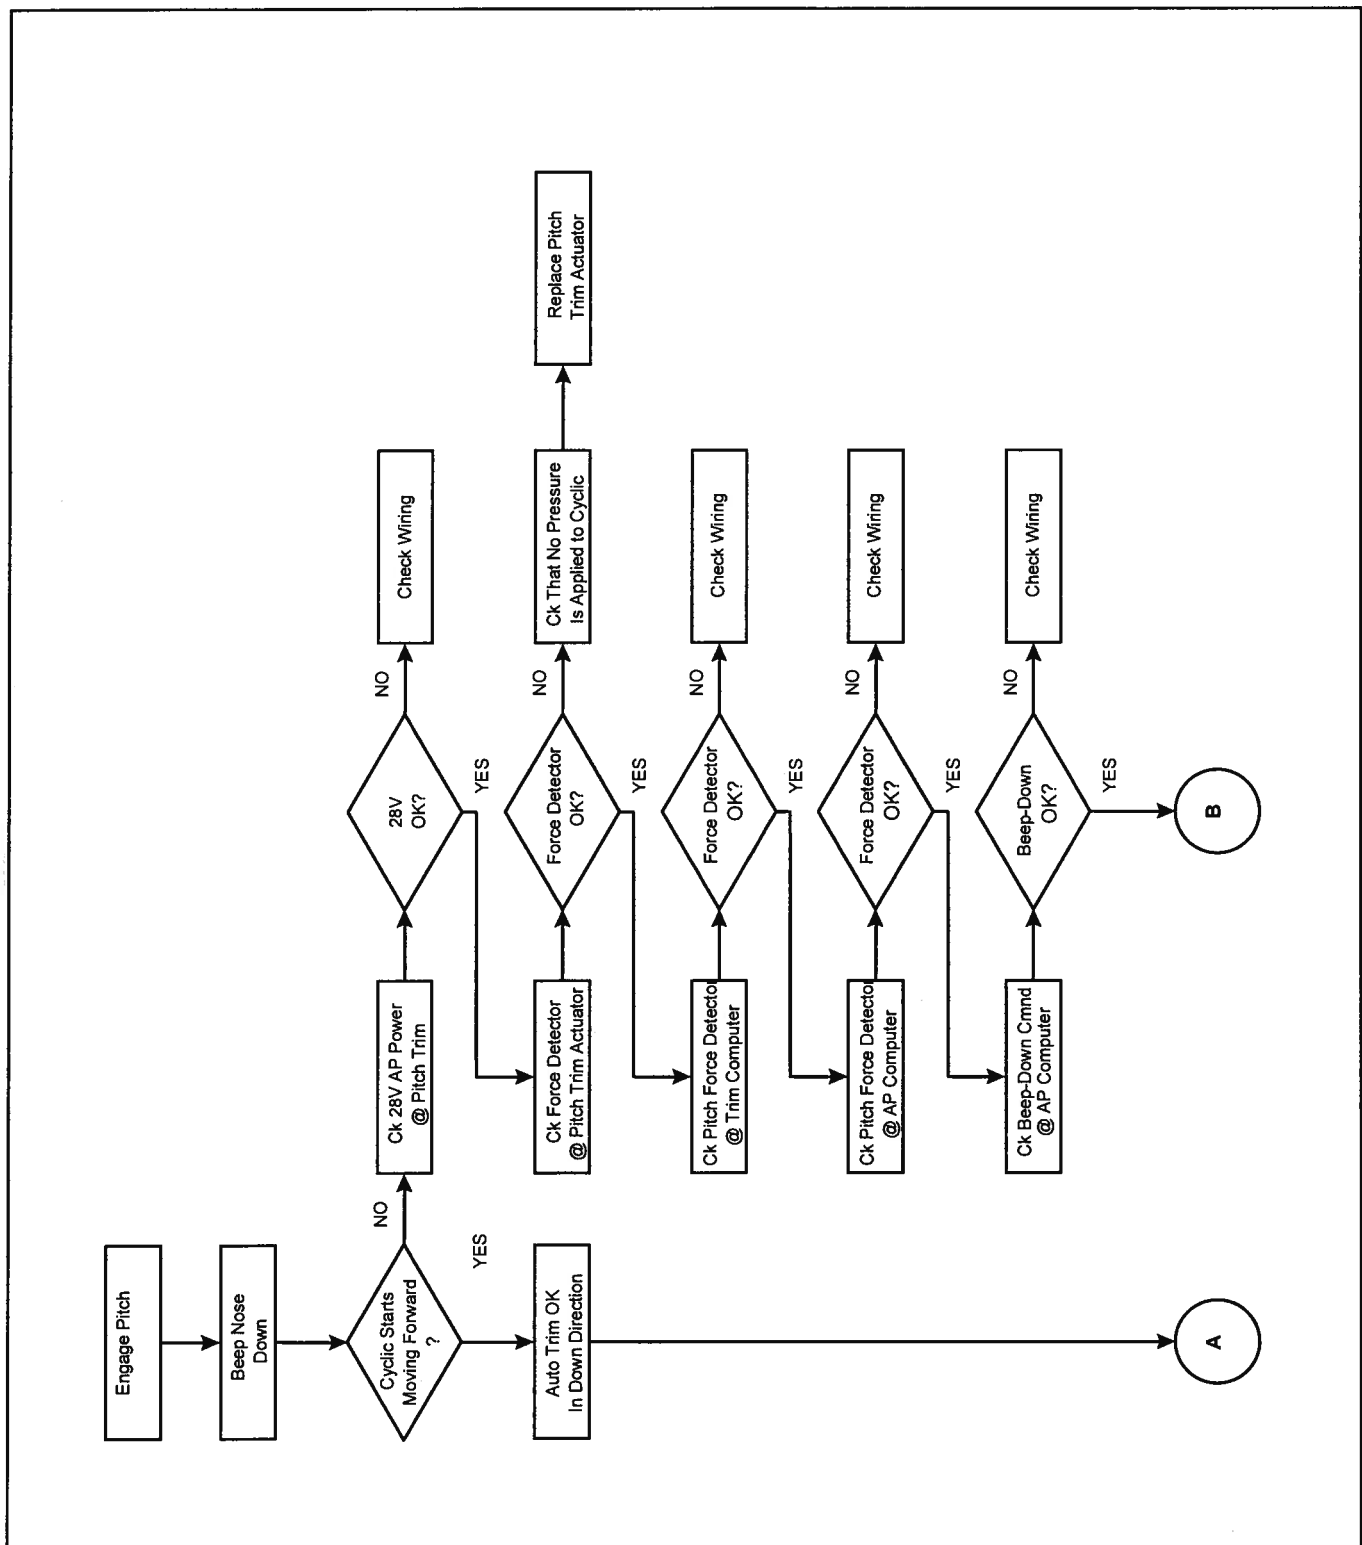 Engage Pitch
Beep Nose
Down
Cyclic Starts
Moving Forward
?
NO
YES
Auto Trim OK
In Down Direction
A
Ck 28V AP Power
@ Pitch Trim
28V
OK?
NO
Check Wiring
YES
Ck Force Detector
@ Pitch Trim Actuator
Force Detector
OK?
NO
Ck That No Pressure
Is Applied to Cyclic
Replace Pitch
Trim Actuator
YES
Ck Pitch Force Detector
@ Trim Computer
Force Detector
OK?
NO
Check Wiring
YES
Ck Pitch Force Detector
@ AP Computer
Force Detector
OK?
NO
Check Wiring
YES
Ck Beep-Down Cmnd
@ AP Computer
Beep-Down
OK?
NO
Check Wiring
YES
B